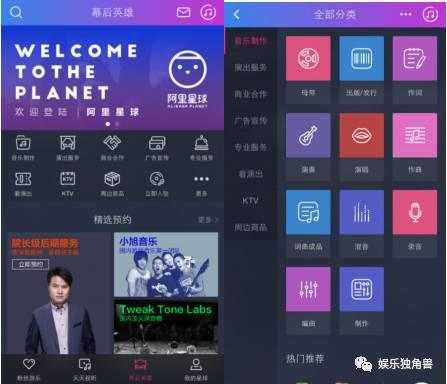 幕后英雄
WELCOME
TOTHE
PLANET
欢迎登陆 | 阿里星球
阿里星球
ALIBABA PLANET
音乐制作
演出服务
商业合作
广告宣传
专业服务
看演出
KTV
KTV
周边商品
立即入驻
更多
精选预约
更多
院长级后期服务
立即预约
小旭音乐
Tweak Tone Labs
粉丝游乐
天天视听
幕后英雄
我的星球
全部分类
音乐制作
演出服务
商业合作
广告宣传
专业服务
看演出
KTV
周边商品
母带
出版/发行
作词
演奏
演唱
作曲
词曲成品
混音
录音
编曲
制作
热门推荐
娱乐独角兽